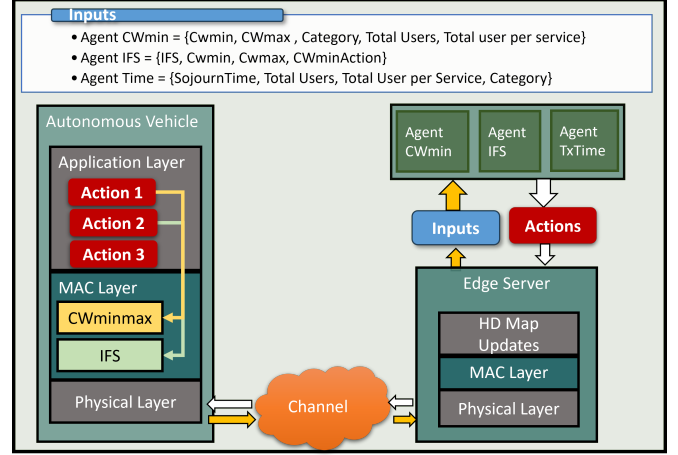 Inputs
• Agent CWmin = {Cwmin, CWmax , Category, Total Users, Total user per service}
• Agent IFS = {IFS, Cwmin, Cwmax, CWminAction}
• Agent Time = {SojournTime, Total Users, Total User per Service, Category}
Autonomous Vehicle
Application Layer
Action 1
Action 2
Action 3
MAC Layer
CWminmax
IFS
Physical Layer
Channel
Agent
CWmin
Agent
IFS
Agent
TxTime
Inputs
Actions
Edge Server
HD Map
Updates
MAC Layer
Physical Layer